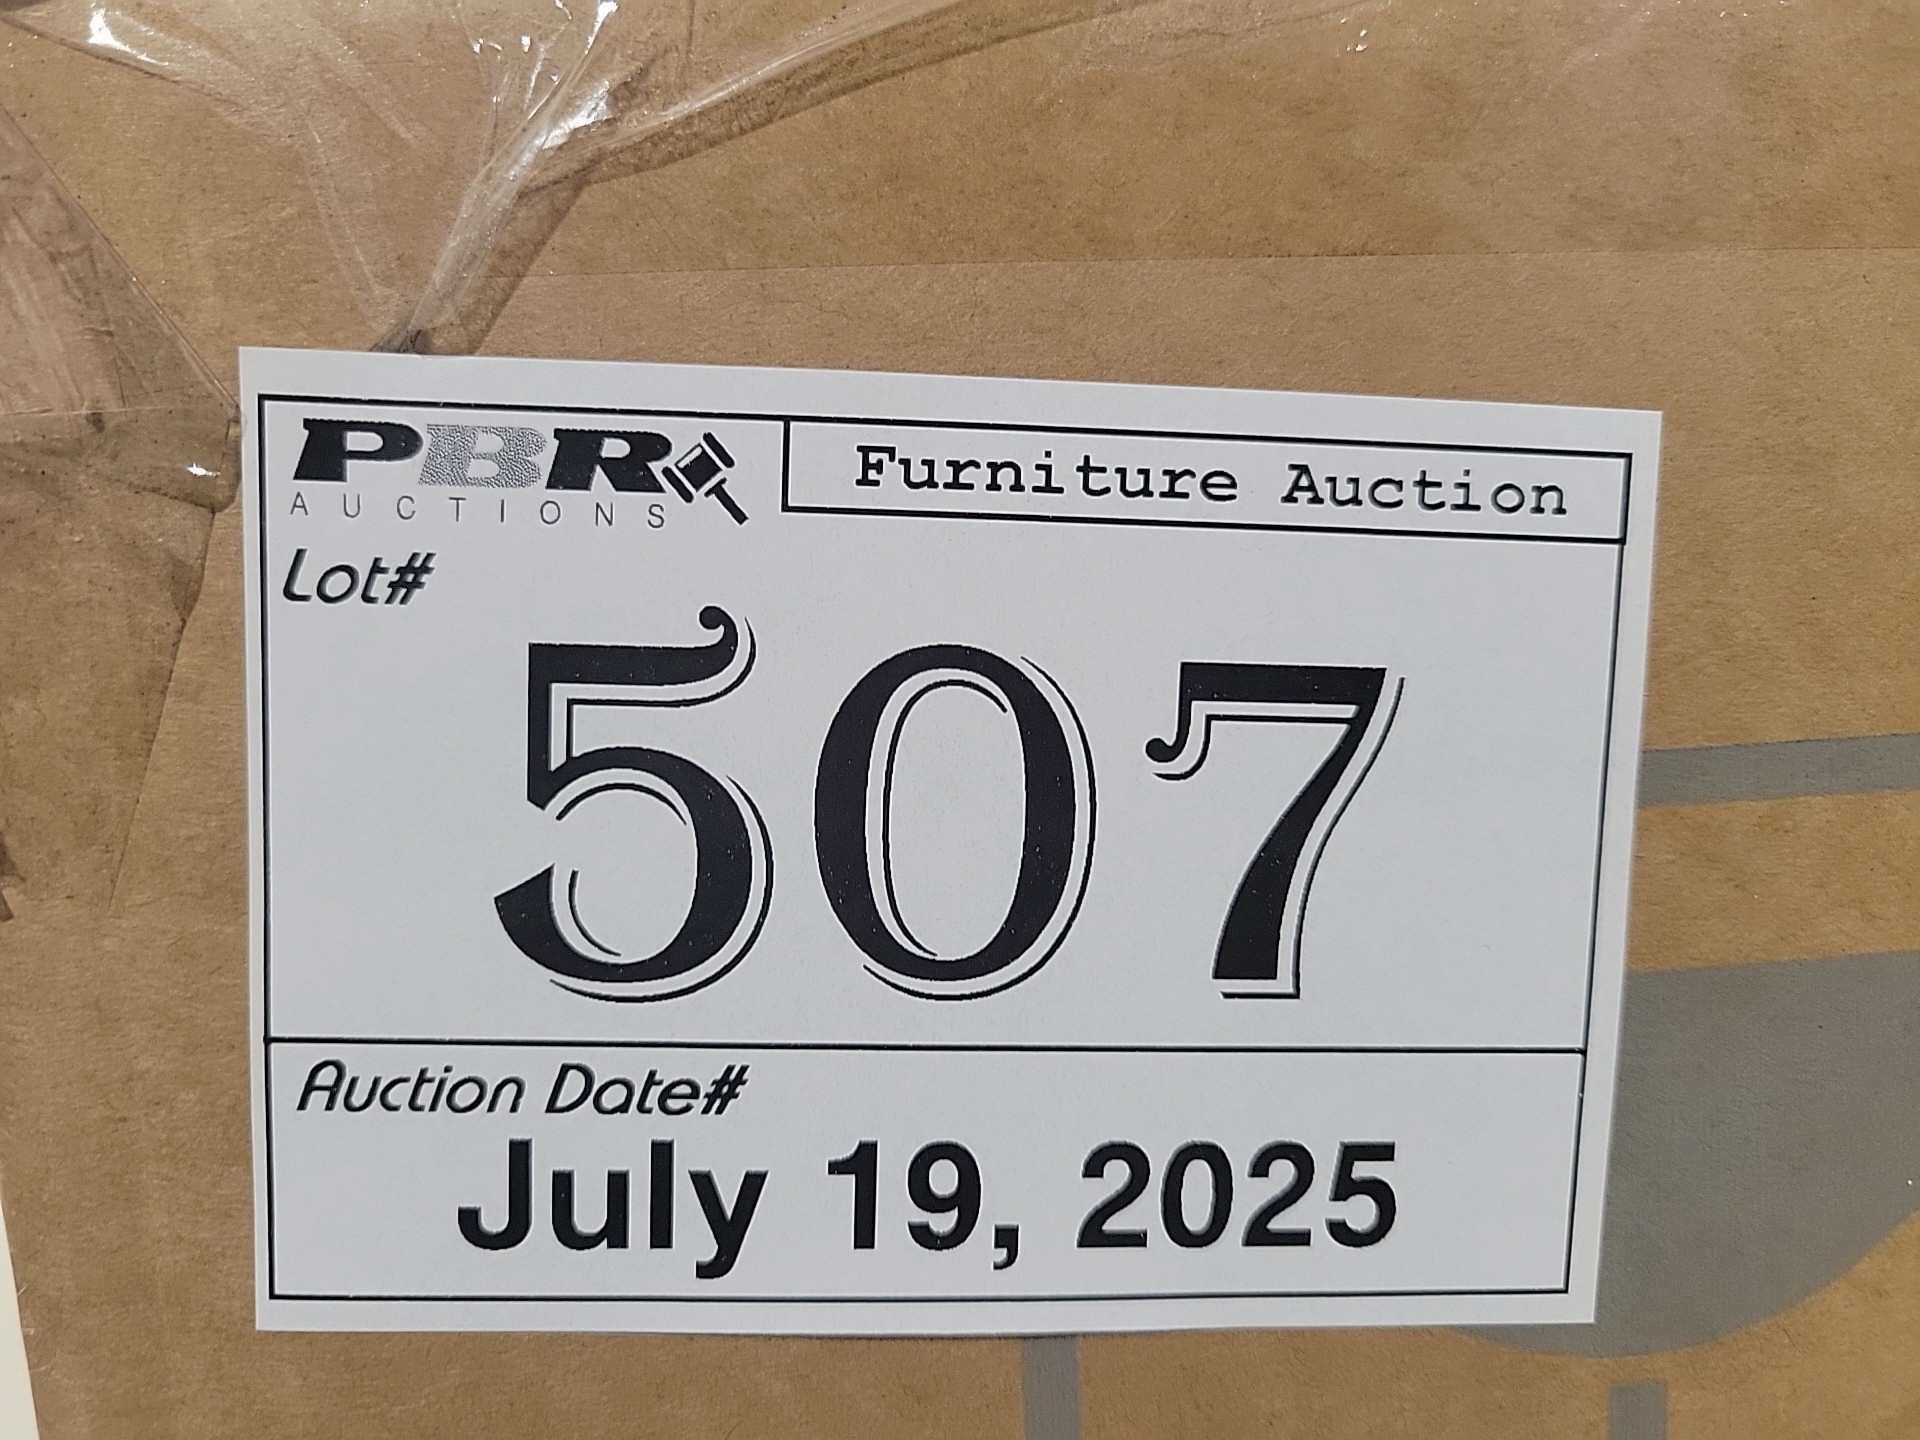 PBR
AUCTIONS
Furniture Auction
Lot#
507
Auction Date#
July 19, 2025